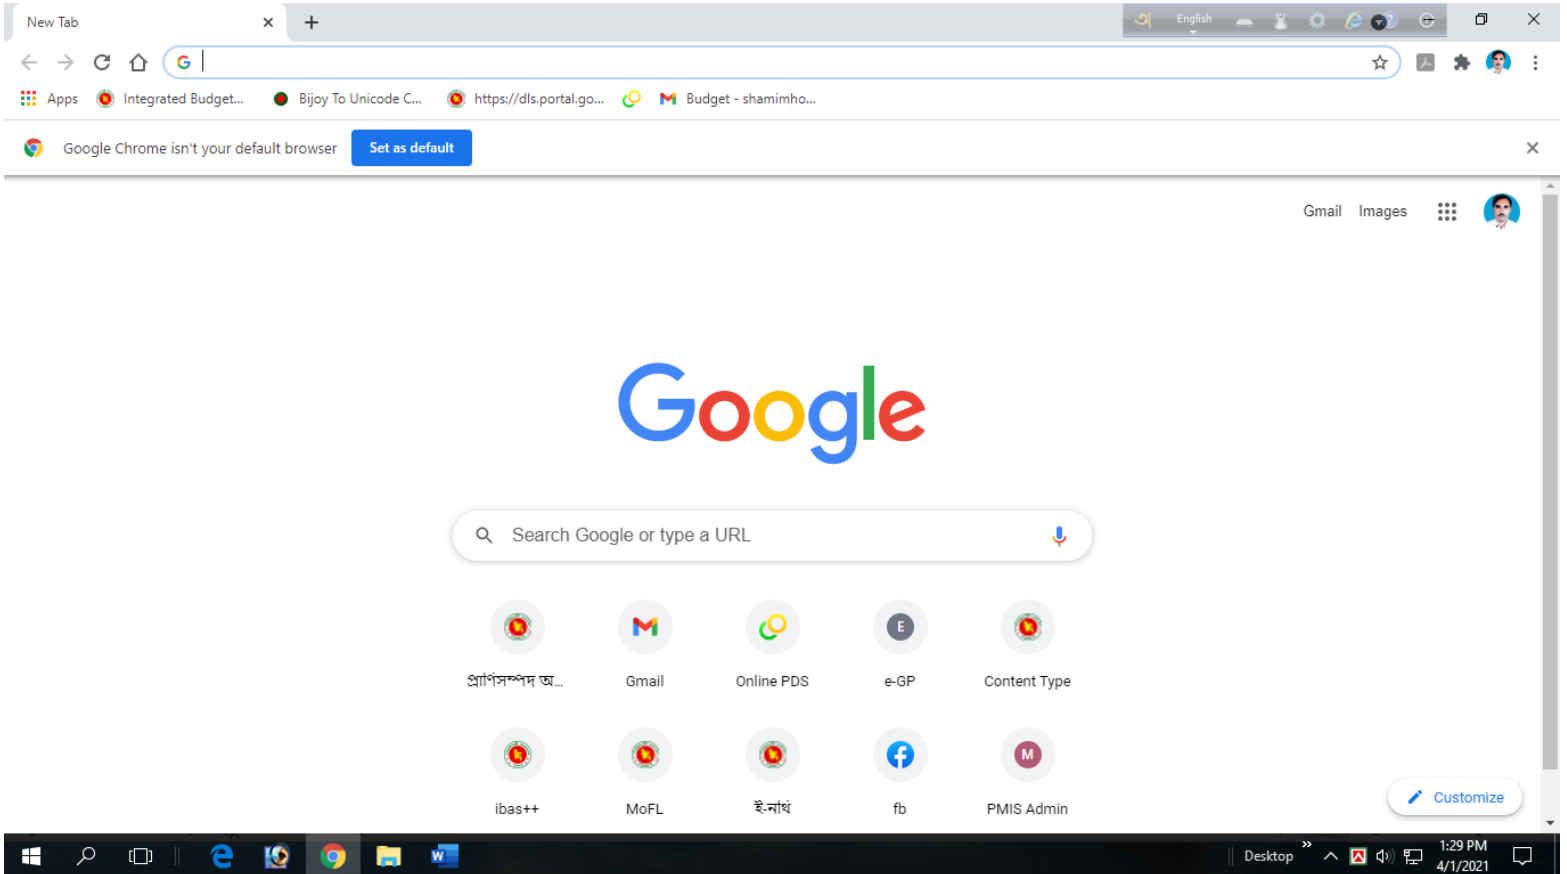 New Tab
English
Apps Integrated Budget... Bijoy To Unicode C... https://dls.portal.go... Budget - shamimho...
Google Chrome isn't your default browser Set as default
Gmail Images
Google
Search Google or type a URL
প্রাণিসম্পদ অ... Gmail Online PDS e-GP Content Type
E
ibas++ MoFL ই-নথি fb PMIS Admin
M
Customize
Desktop
1:29 PM
4/1/2021